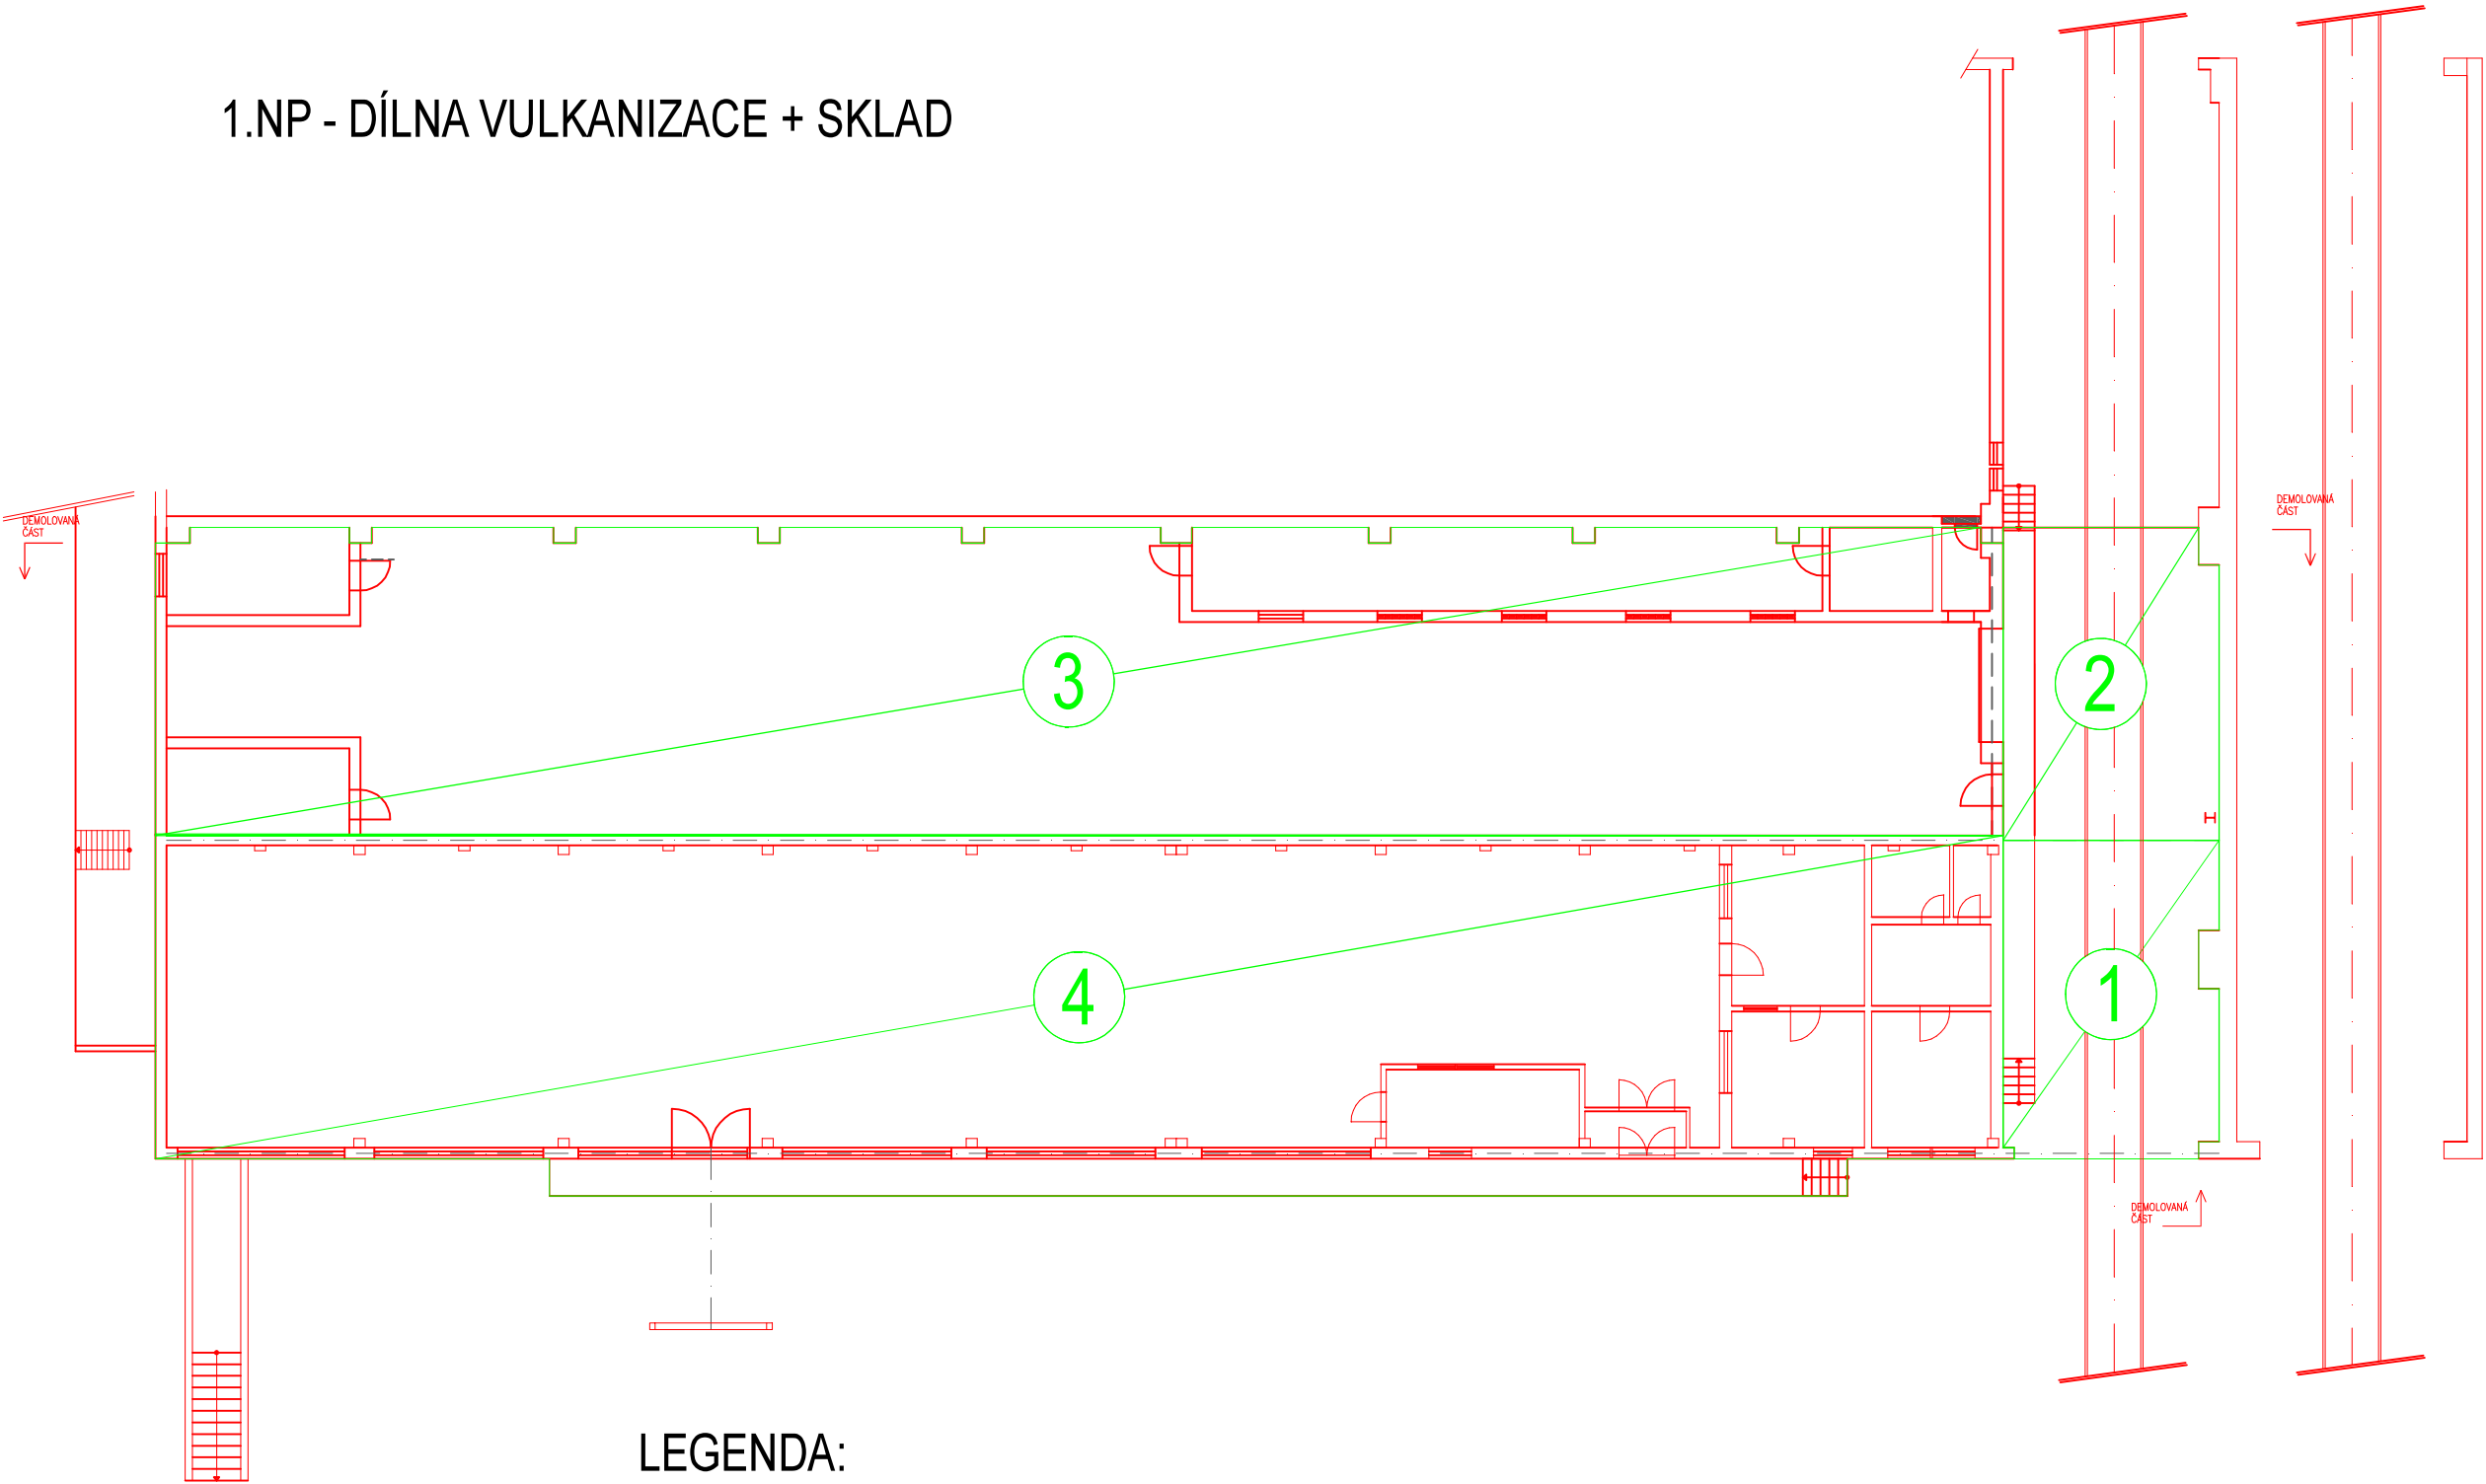 1.NP - DÍLNA VULKANIZACE + SKLAD
DEMOLOVANÁ
ČÁST
DEMOLOVANÁ
ČÁST
3
2
4
1
DEMOLOVANÁ
ČÁST
LEGENDA: